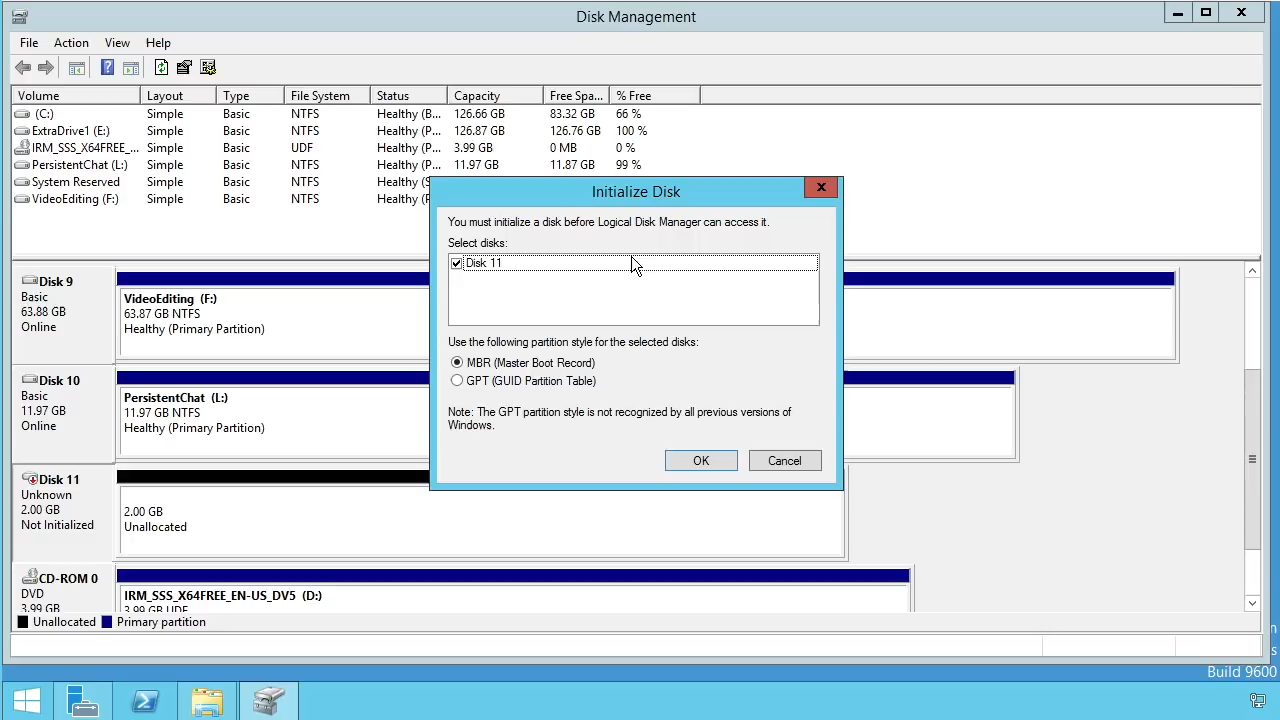 Disk Management
File Action View Help
Volume Layout Type File System Status Capacity Free Spa... % Free
(C:) Simple Basic NTFS Healthy (B... 126.66 GB 83.32 GB 66 %
ExtraDrive1 (E:) Simple Basic NTFS Healthy (P... 126.87 GB 126.76 GB 100 %
IRM_SSS_X64FREE_... Simple Basic UDF Healthy (P... 3.99 GB 0 MB 0 %
PersistentChat (L:) Simple Basic NTFS Healthy (P... 11.97 GB 11.87 GB 99 %
System Reserved Simple Basic NTFS Healthy (S
VideoEditing (F:) Simple Basic NTFS Healthy (P
Initialize Disk
You must initialize a disk before Logical Disk Manager can access it.
Select disks:
Disk 11
Use the following partition style for the selected disks:
MBR (Master Boot Record)
GPT (GUID Partition Table)
Note: The GPT partition style is not recognized by all previous versions of
Windows.
OK Cancel
Disk 9
Basic
63.88 GB
Online
VideoEditing (F:)
63.87 GB NTFS
Healthy (Primary Partition)
Disk 10
Basic
11.97 GB
Online
PersistentChat (L:)
11.97 GB NTFS
Healthy (Primary Partition)
Disk 11
Unknown
2.00 GB
Not Initialized
2.00 GB
Unallocated
CD-ROM 0
DVD
3.99 GB
IRM_SSS_X64FREE_EN-US_DV5 (D:)
3.99 GB UDF
Unallocated Primary partition
n
s
Build 9600